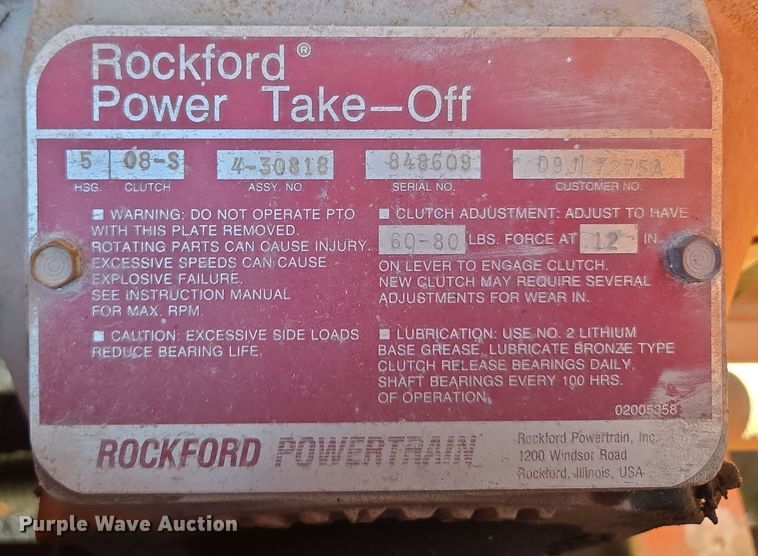 Rockford®
Power Take-Off
5 08-S 4-30818 848609 D9JL7275A
HSG. CLUTCH ASSY. NO. SERIAL NO. CUSTOMER NO.
■ WARNING: DO NOT OPERATE PTO
WITH THIS PLATE REMOVED.
ROTATING PARTS CAN CAUSE INJURY.
EXCESSIVE SPEEDS CAN CAUSE
EXPLOSIVE FAILURE.
SEE INSTRUCTION MANUAL
FOR MAX. RPM.
■ CAUTION: EXCESSIVE SIDE LOADS
REDUCE BEARING LIFE.
■ CLUTCH ADJUSTMENT: ADJUST TO HAVE
60-80 LBS. FORCE AT 12 IN.
ON LEVER TO ENGAGE CLUTCH.
NEW CLUTCH MAY REQUIRE SEVERAL
ADJUSTMENTS FOR WEAR IN.
■ LUBRICATION: USE NO. 2 LITHIUM
BASE GREASE. LUBRICATE BRONZE TYPE
CLUTCH RELEASE BEARINGS DAILY,
SHAFT BEARINGS EVERY 100 HRS.
OF OPERATION.
02005358
ROCKFORD POWERTRAIN
Rockford Powertrain, Inc.
1200 Windsor Road
Rockford, Illinois, USA
Purple Wave Auction